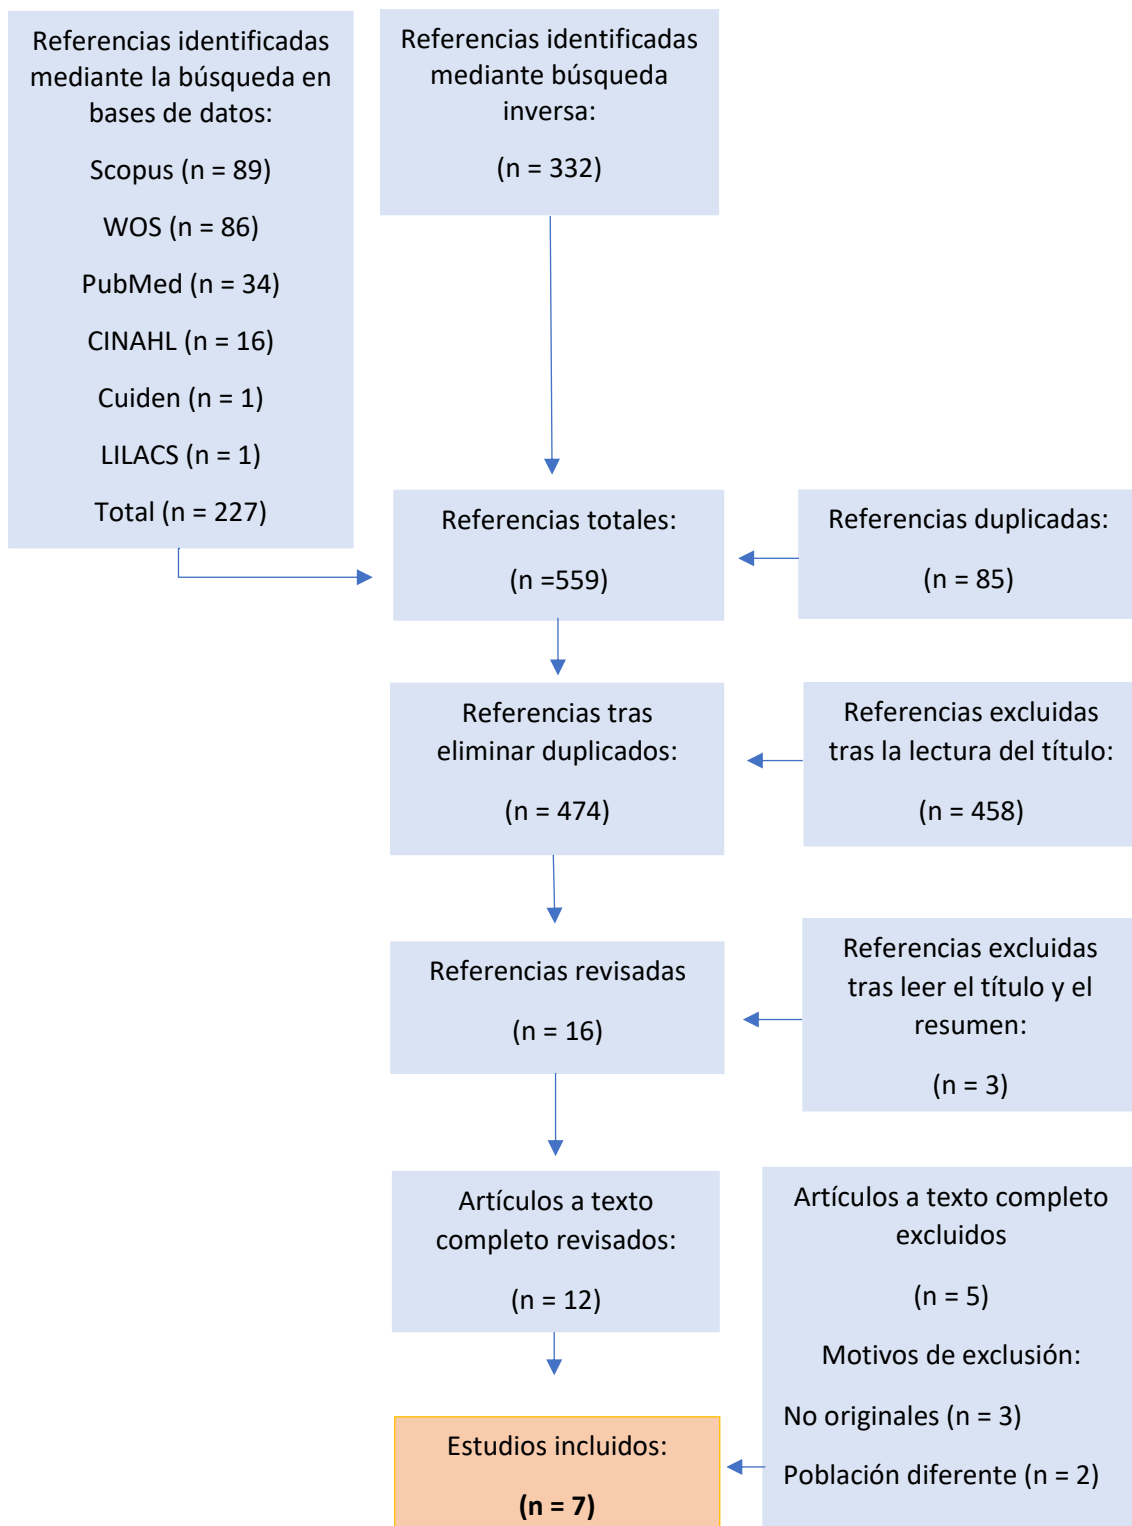 Referencias identificadas
mediante la búsqueda en
bases de datos:
Scopus (n = 89)
WOS (n = 86)
PubMed (n = 34)
CINAHL (n = 16)
Cuiden (n = 1)
LILACS (n = 1)
Total (n = 227)
Referencias identificadas
mediante búsqueda
inversa:
(n = 332)
Referencias totales:
(n =559)
Referencias duplicadas:
(n = 85)
Referencias tras
eliminar duplicados:
(n = 474)
Referencias excluidas
tras la lectura del título:
(n = 458)
Referencias revisadas
(n = 16)
Referencias excluidas
tras leer el título y el
resumen:
(n = 3)
Artículos a texto
completo revisados:
(n = 12)
Artículos a texto completo
excluidos
(n = 5)
Motivos de exclusión:
No originales (n = 3)
Población diferente (n = 2)
Estudios incluidos:
(n = 7)